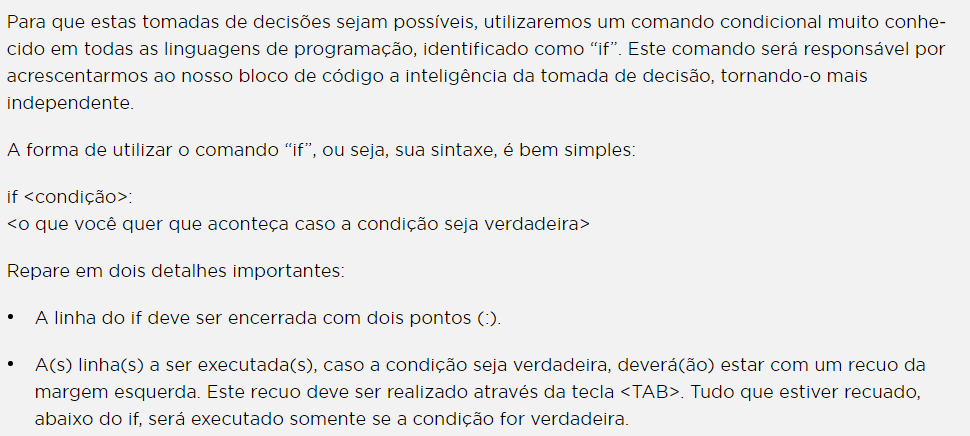 Para que estas tomadas de decisões sejam possíveis, utilizaremos um comando condicional muito conhe-
cido em todas as linguagens de programação, identificado como “if”. Este comando será responsável por
acrescentarmos ao nosso bloco de código a inteligência da tomada de decisão, tornando-o mais
independente.
A forma de utilizar o comando “if”, ou seja, sua sintaxe, é bem simples:
if <condição>:
<o que você quer que aconteça caso a condição seja verdadeira>
Repare em dois detalhes importantes:
• A linha do if deve ser encerrada com dois pontos (:).
• A(s) linha(s) a ser executada(s), caso a condição seja verdadeira, deverá(ão) estar com um recuo da
margem esquerda. Este recuo deve ser realizado através da tecla <TAB>. Tudo que estiver recuado,
abaixo do if, será executado somente se a condição for verdadeira.